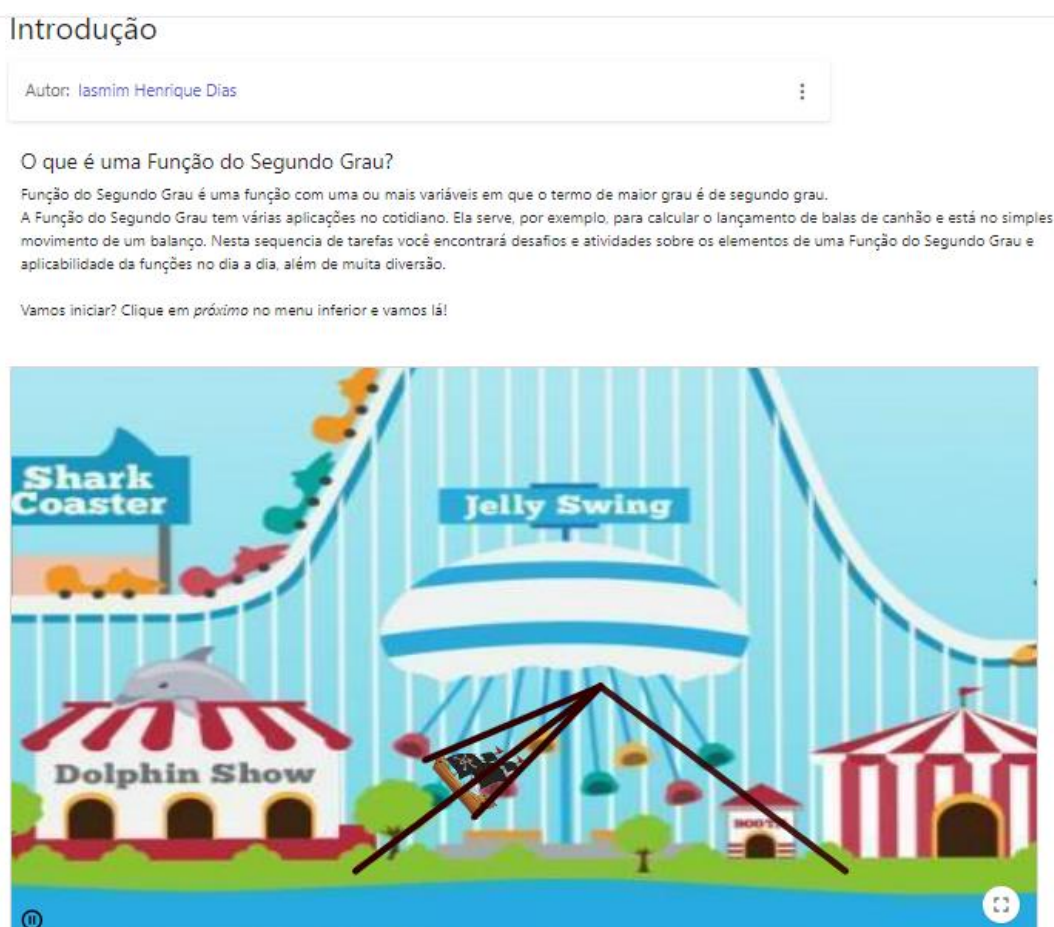 Introdução
Autor: Iasmim Henrique Dias
O que é uma Função do Segundo Grau?
Função do Segundo Grau é uma função com uma ou mais variáveis em que o termo de maior grau é de segundo grau.
A Função do Segundo Grau tem várias aplicações no cotidiano. Ela serve, por exemplo, para calcular o lançamento de balas de canhão e está no simples
movimento de um balanço. Nesta sequencia de tarefas você encontrará desafios e atividades sobre os elementos de uma Função do Segundo Grau e
aplicabilidade da funções no dia a dia, além de muita diversão.
Vamos iniciar? Clique em próximo no menu inferior e vamos lá!
Shark
Coaster
Jelly Swing
Dolphin Show
BOOTH